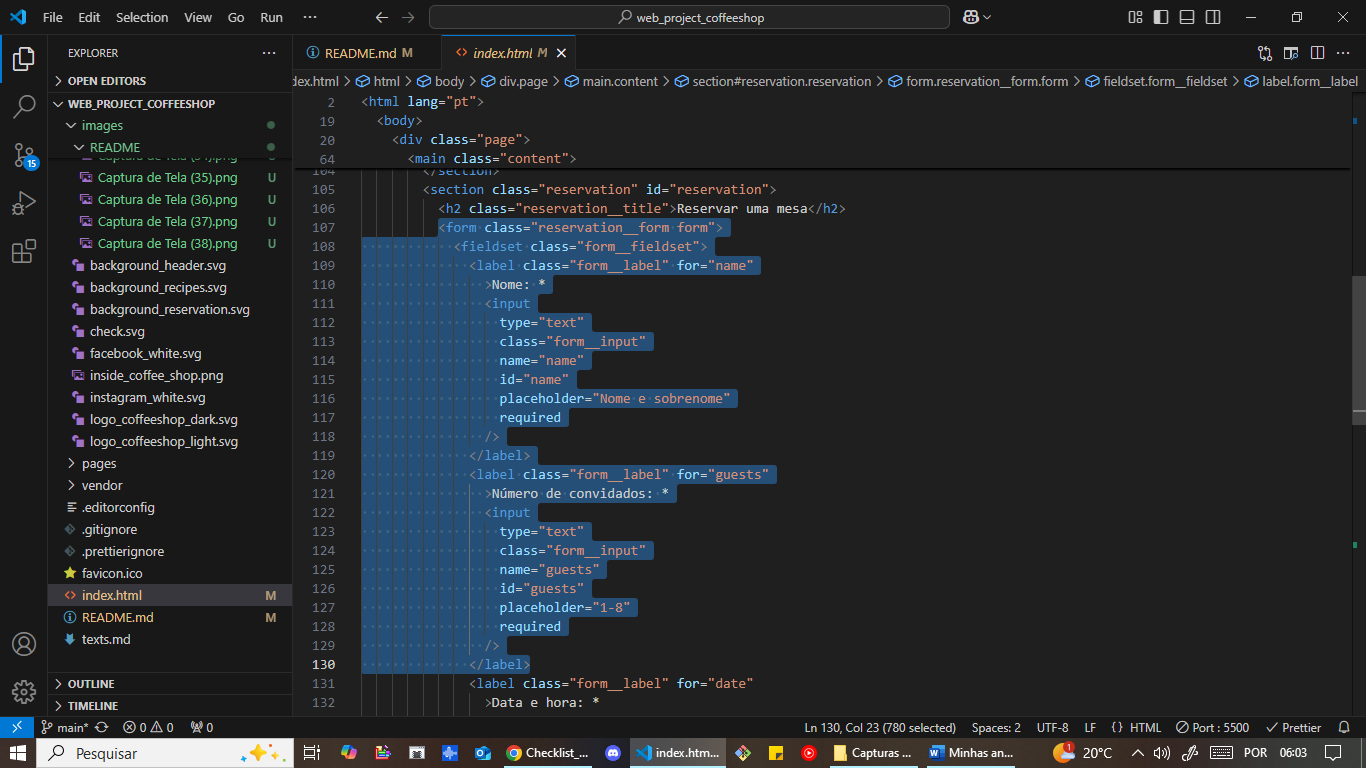 File Edit Selection View Go Run ··· web_project_coffeeshop
EXPLORER ···
OPEN EDITORS
WEB_PROJECT_COFFEESHOP
images
README
Captura de Tela (35).png U
Captura de Tela (36).png U
Captura de Tela (37).png U
Captura de Tela (38).png U
background_header.svg
background_recipes.svg
background_reservation.svg
check.svg
facebook_white.svg
inside_coffee_shop.png
instagram_white.svg
logo_coffeeshop_dark.svg
logo_coffeeshop_light.svg
pages
vendor
.editorconfig
.gitignore
.prettierignore
favicon.ico
index.html M
README.md M
texts.md
OUTLINE
TIMELINE
15
README.md M index.html M
dex.html > html > body > div.page > main.content > section#reservation.reservation > form.reservation__form.form > fieldset.form__fieldset > label.form__label
2 <html lang="pt">
19 <body>
20 <div class="page">
64 <main class="content">
104 </section>
105 <section class="reservation" id="reservation">
106 <h2 class="reservation__title">Reservar uma mesa</h2>
107 <form class="reservation__form form">
108 <fieldset class="form__fieldset">
109 <label class="form__label" for="name"
110 >Nome: *
111 <input
112 type="text"
113 class="form__input"
114 name="name"
115 id="name"
116 placeholder="Nome e sobrenome"
117 required
118 />
119 </label>
120 <label class="form__label" for="guests"
121 >Número de convidados: *
122 <input
123 type="text"
124 class="form__input"
125 name="guests"
126 id="guests"
127 placeholder="1-8"
128 required
129 />
130 </label>
131 <label class="form__label" for="date"
132 >Data e hora: *
main* 0 0 0 Ln 130, Col 23 (780 selected) Spaces: 2 UTF-8 LF {} HTML Port : 5500 Prettier
Pesquisar Checklist_... index.htm... Capturas ... Minhas an... 1 20°C POR 06:03